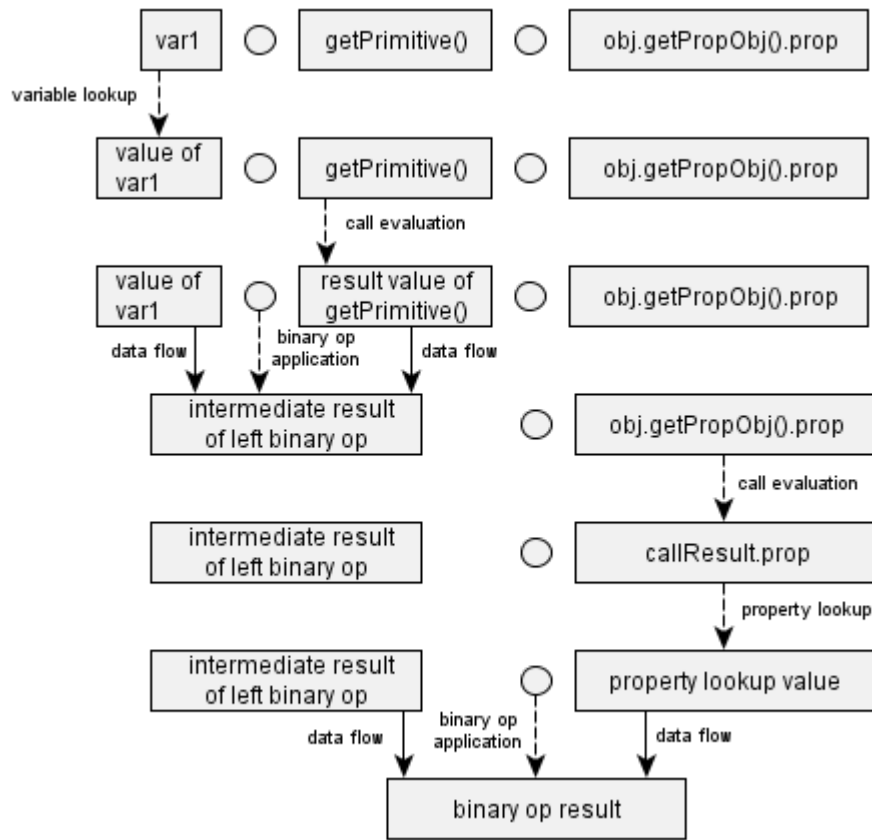 var1
getPrimitive()
obj.getPropObj().prop
variable lookup
value of
var1
getPrimitive()
obj.getPropObj().prop
call evaluation
value of
var1
result value of
getPrimitive()
obj.getPropObj().prop
data flow
binary op
application
data flow
intermediate result
of left binary op
obj.getPropObj().prop
call evaluation
intermediate result
of left binary op
callResult.prop
property lookup
intermediate result
of left binary op
property lookup value
data flow
binary op
application
data flow
binary op result